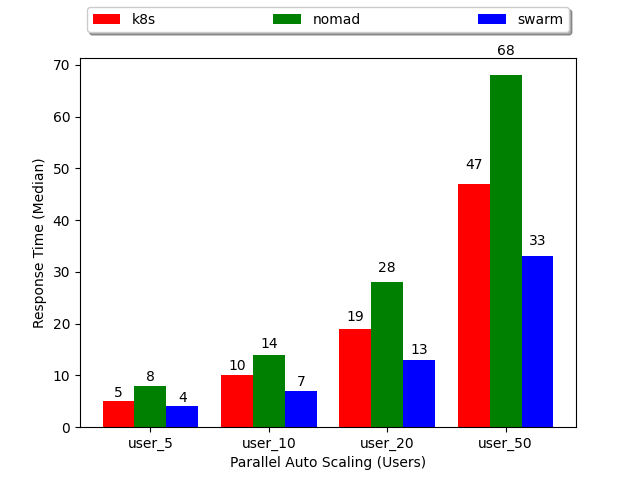 k8s nomad swarm
68
70
60
50
40
30
20
10
0
Response Time (Median)
5 8 4
10 14 7
19 28 13
47 33
user_5 user_10 user_20 user_50
Parallel Auto Scaling (Users)